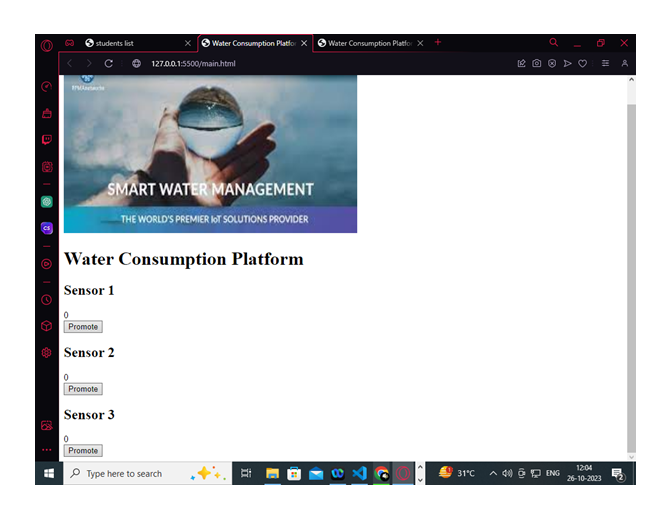 students list
Water Consumption Platfo
Water Consumption Platfo
127.0.0.1:5500/main.html
SMART WATER MANAGEMENT
THE WORLD'S PREMIER IoT SOLUTIONS PROVIDER
Water Consumption Platform
Sensor 1
0
Promote
Sensor 2
0
Promote
Sensor 3
0
Promote
Type here to search
31°C
ENG
12:04
26-10-2023
2
CS